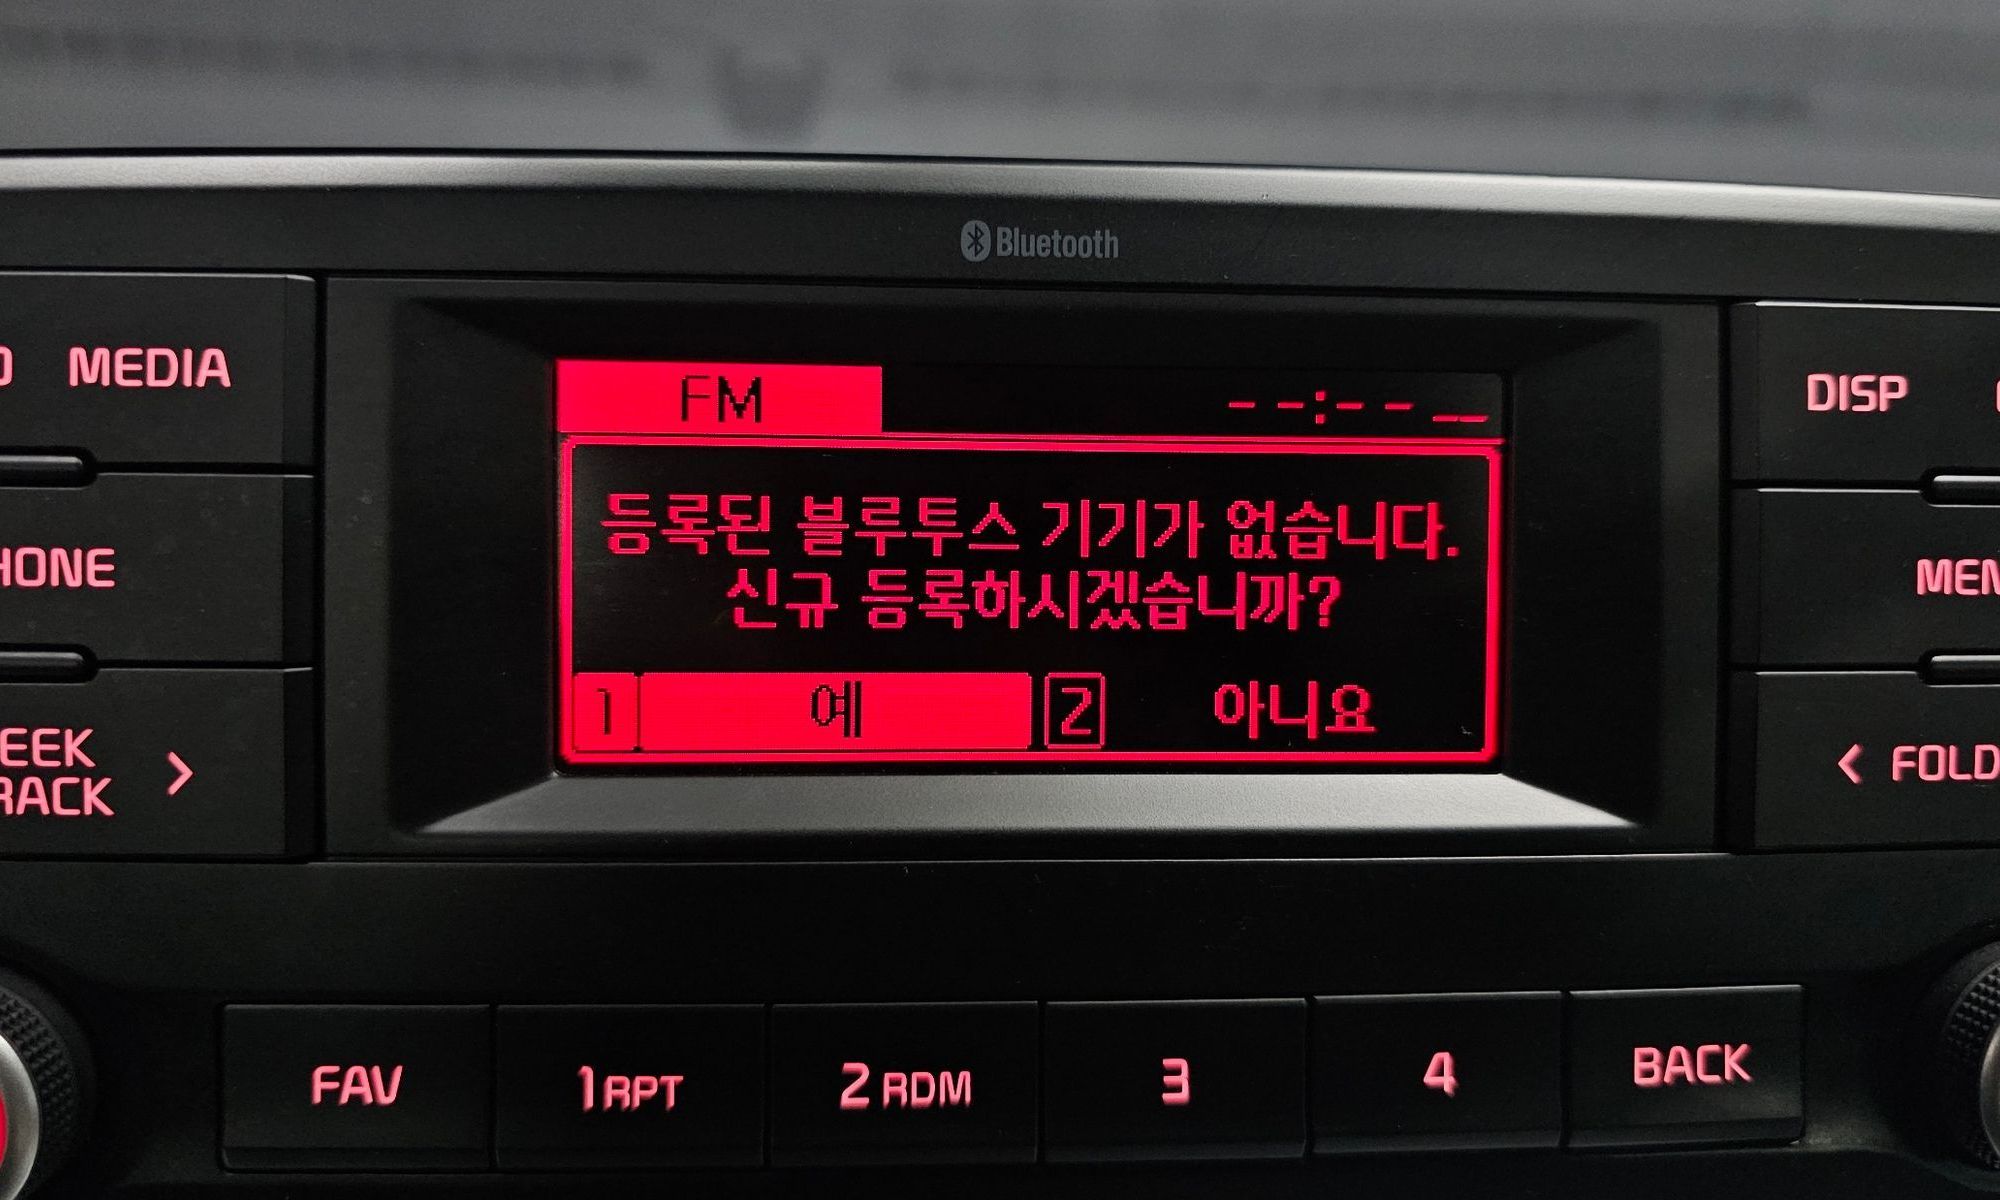 Bluetooth
MEDIA
DISP
FM
--:-- __
등록된 블루투스 기기가 없습니다.
신규 등록하시겠습니까?
1 예 2 아니요
HONE
MEN
EEK
RACK >
< FOLD
FAV
1 RPT
2 RDM
3
4
BACK